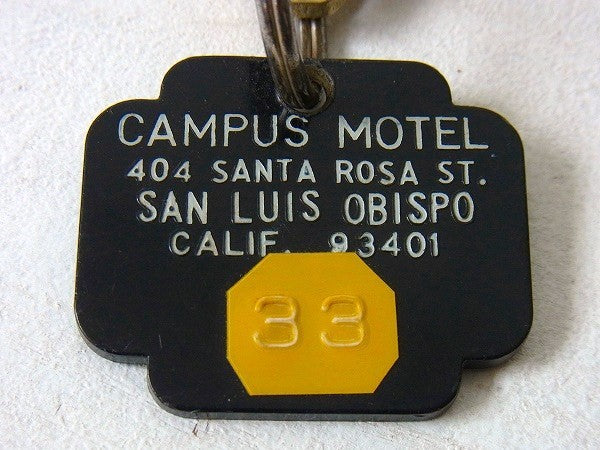 CAMPUS MOTEL
404 SANTA ROSA ST.
SAN LUIS OBISPO
CALIF. 93401
33